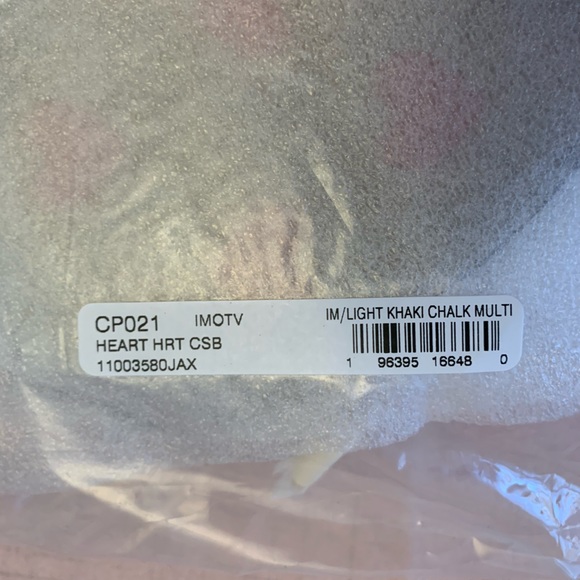 CP021 IMOTV IM/LIGHT KHAKI CHALK MULTI
HEART HRT CSB
11003580JAX
1 96395 16648 0